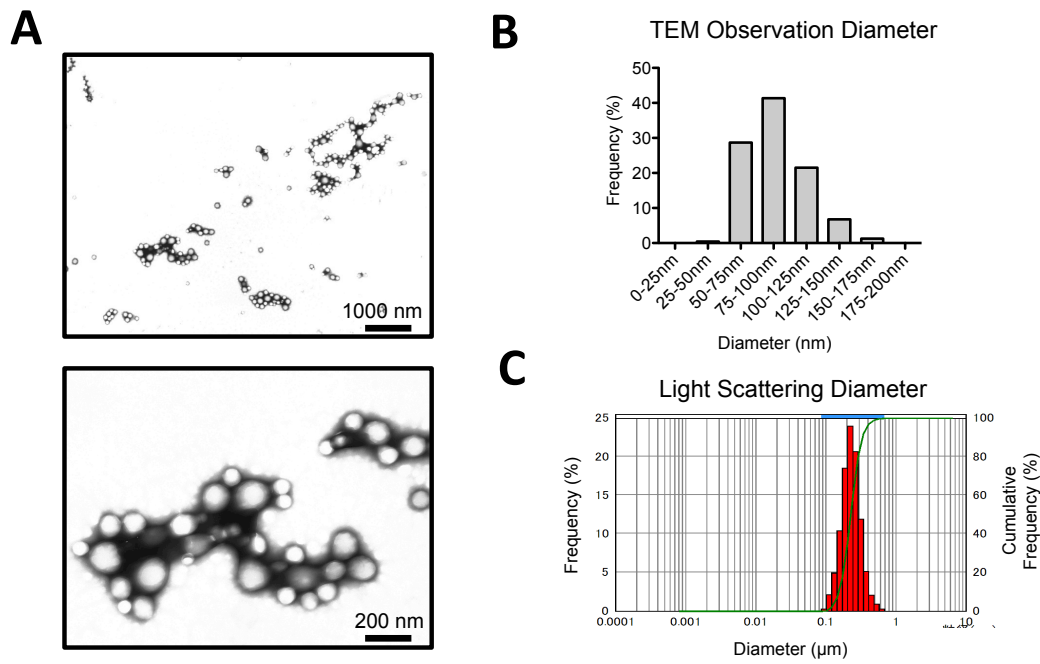 A
1000 nm
200 nm
B
TEM Observation Diameter
Frequency (%)
50
40
30
20
10
0
0-25nm
25-50nm
50-75nm
75-100nm
100-125nm
125-150nm
150-175nm
175-200nm
Diameter (nm)
C
Light Scattering Diameter
Frequency (%)
25
20
15
10
5
0
100
80
60
40
20
0
Cumulative
Frequency (%)
0.0001
0.001
0.01
0.1
1
10
Diameter (μm)